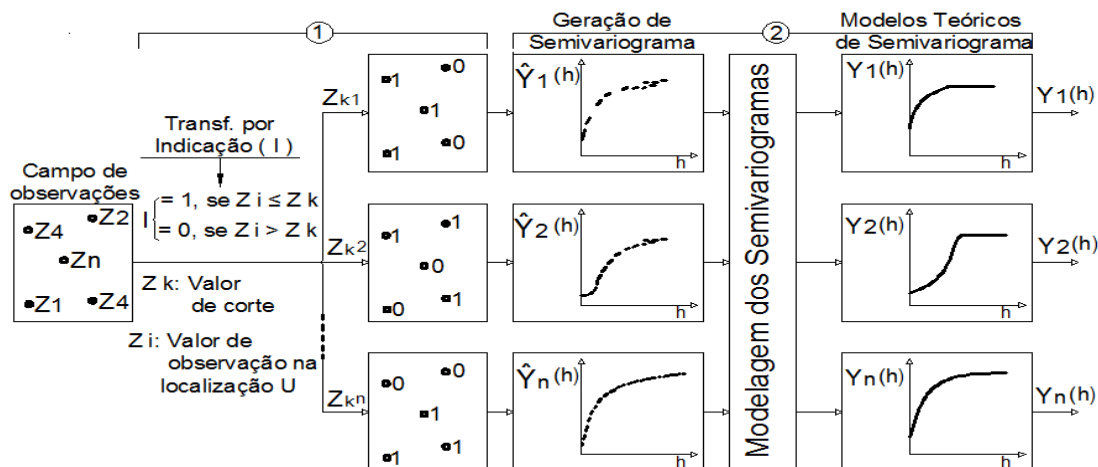 1
Geração de
Semivariograma
2
Modelos Teóricos
de Semivariograma
Transf. por
Indicação ( I )
I { = 1, se Z i ≤ Z k
= 0, se Z i > Z k
Campo de
observações
Z4
Z2
Zn
Z1
Z4
Z k: Valor
de corte
Z i: Valor de
observação na
localização U
Zk1
1
0
1
1
0
Ŷ1(h)
h
Modelagem dos Semivariogramas
Y1(h)
h
Y1(h)
Zk2
1
1
0
0
1
Ŷ2(h)
h
Y2(h)
h
Y2(h)
Zkn
0
0
1
1
1
Ŷn(h)
h
Yn(h)
h
Yn(h)